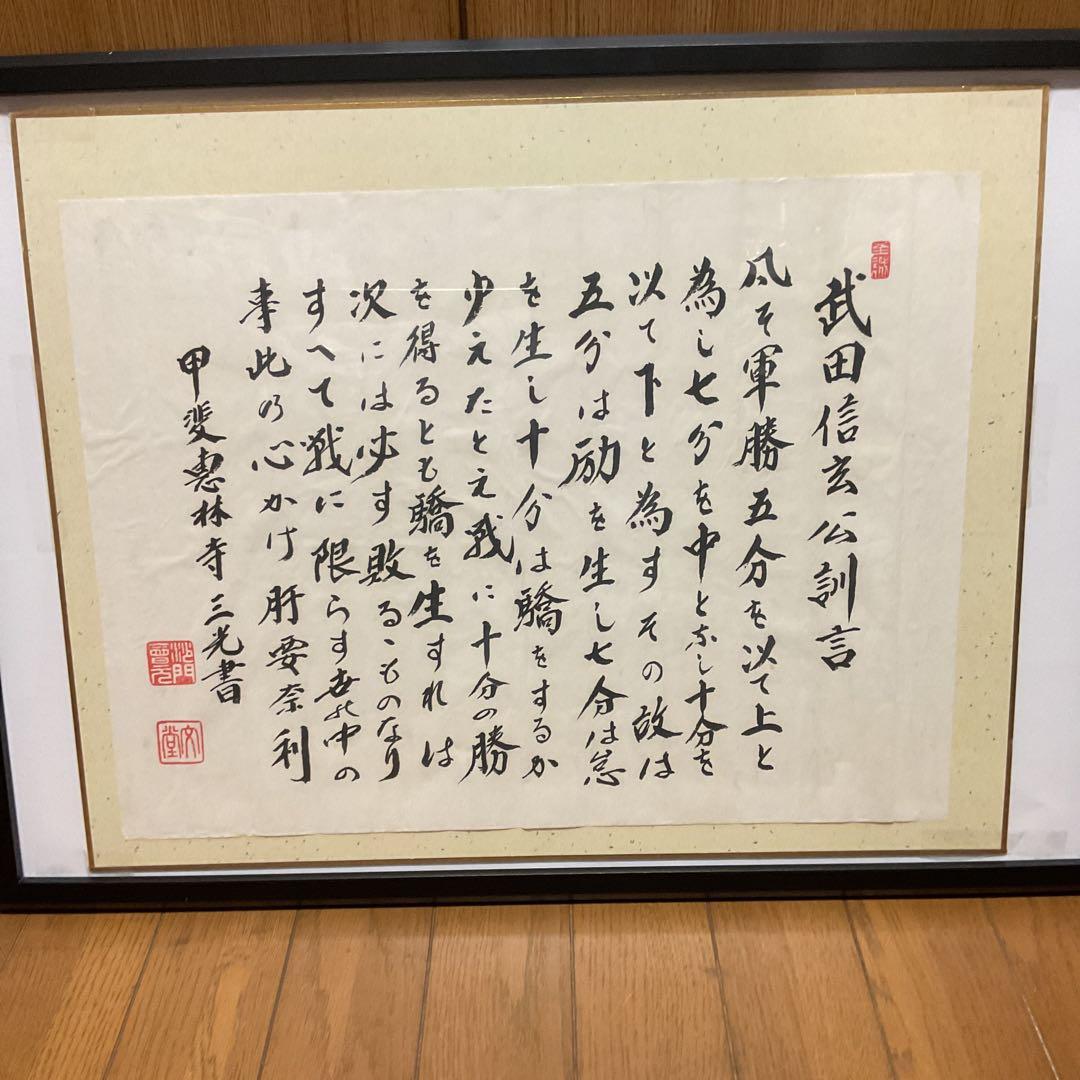 武田信玄公訓言
凡そ軍勝五分を以て上と
為し七分を中となし十分を
以て下と為すその故は
五分は励を生し七分は怠
を生し十分は驕をするか
少えたとえ戦に十分の勝
を得るとも驕を生すれは
次には必す敗るゝものなり
すへて戦に限らす世の中の
事此の心かけ肝要奈利
甲斐惠林寺三光書